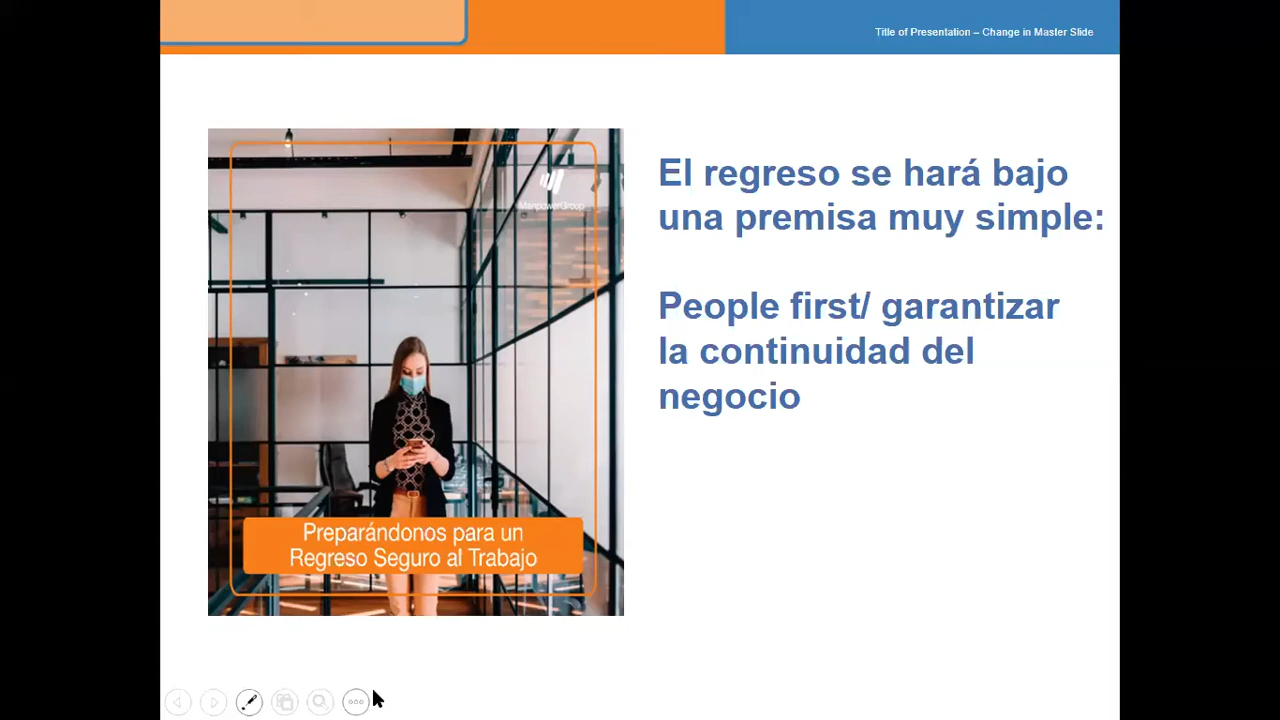 Title of Presentation – Change in Master Slide
ManpowerGroup
Preparándonos para un
Regreso Seguro al Trabajo
El regreso se hará bajo
una premisa muy simple:
People first/ garantizar
la continuidad del
negocio